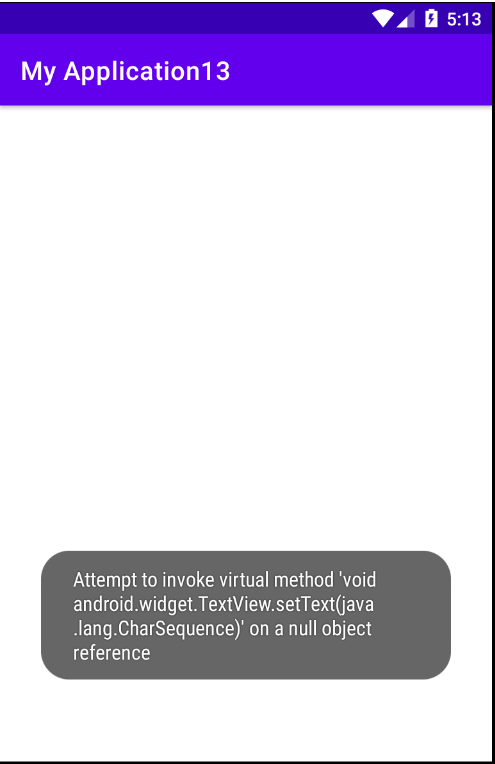 5:13
My Application13
Attempt to invoke virtual method 'void
android.widget.TextView.setText(java
.lang.CharSequence)' on a null object
reference